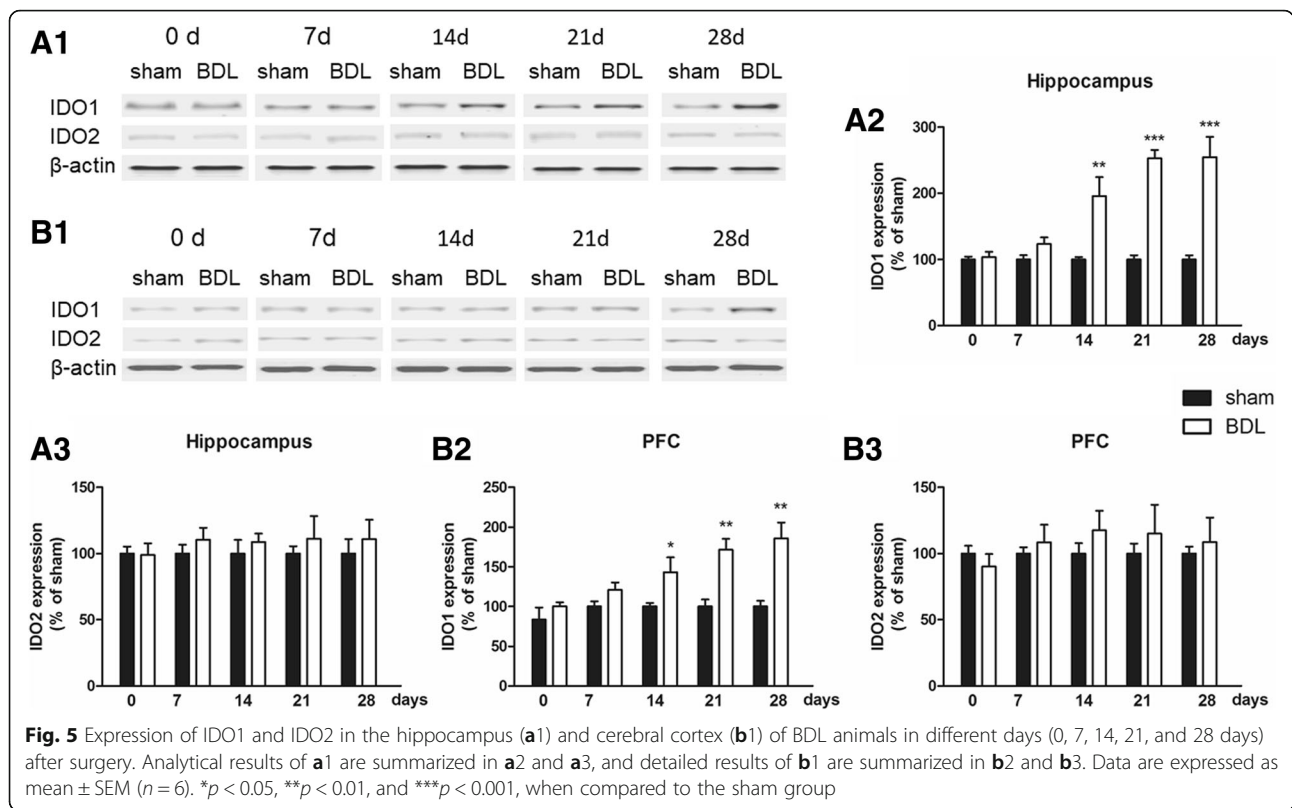 A1
0 d 7d 14d 21d 28d
sham BDL sham BDL sham BDL sham BDL sham BDL
IDO1
IDO2
β-actin
B1
0 d 7d 14d 21d 28d
sham BDL sham BDL sham BDL sham BDL sham BDL
IDO1
IDO2
β-actin
A2
Hippocampus
IDO1 expression
(% of sham)
300
200
100
0
** *** ***
0 7 14 21 28 days
sham
BDL
A3
Hippocampus
IDO2 expression
(% of sham)
150
100
50
0
0 7 14 21 28 days
B2
PFC
IDO1 expression
(% of sham)
250
200
150
100
50
0
* ** **
0 7 14 21 28 days
B3
PFC
IDO2 expression
(% of sham)
150
100
50
0
0 7 14 21 28 days
Fig. 5 Expression of IDO1 and IDO2 in the hippocampus (a1) and cerebral cortex (b1) of BDL animals in different days (0, 7, 14, 21, and 28 days)
after surgery. Analytical results of a1 are summarized in a2 and a3, and detailed results of b1 are summarized in b2 and b3. Data are expressed as
mean ± SEM (n = 6). *p < 0.05, **p < 0.01, and ***p < 0.001, when compared to the sham group